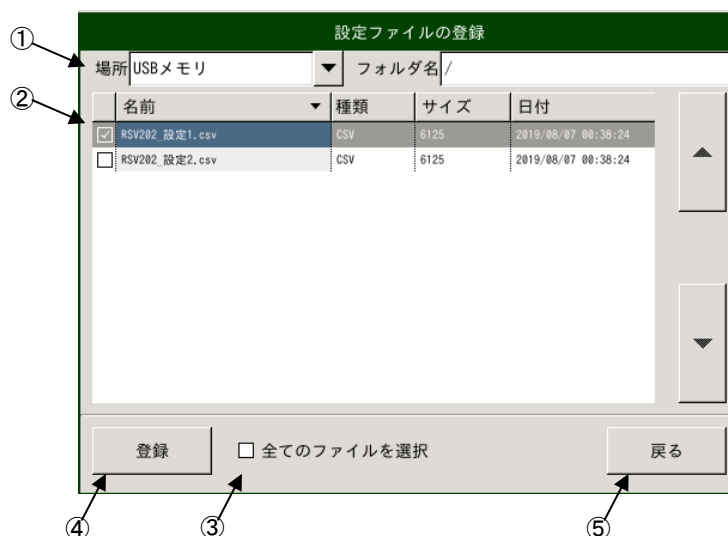 設定ファイルの登録
①
場所 USBメモリ ▼ フォルダ名 /
②
名前 ▼ 種類 サイズ 日付
RSV202_設定1.csv CSV 6125 2019/08/07 00:38:24
RSV202_設定2.csv CSV 6125 2019/08/07 00:38:24
登録 全てのファイルを選択 戻る
④ ③ ⑤